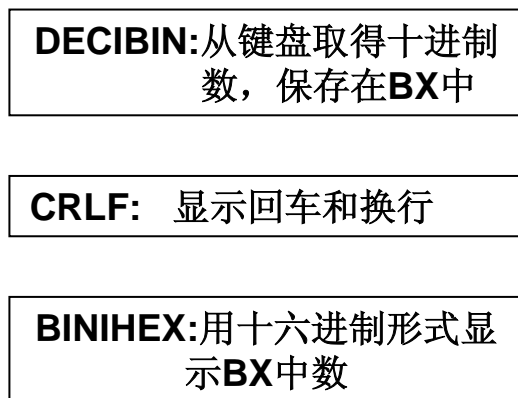 DECIBIN:从键盘取得十进制
数，保存在BX中
CRLF: 显示回车和换行
BINIHEX:用十六进制形式显
示BX中数